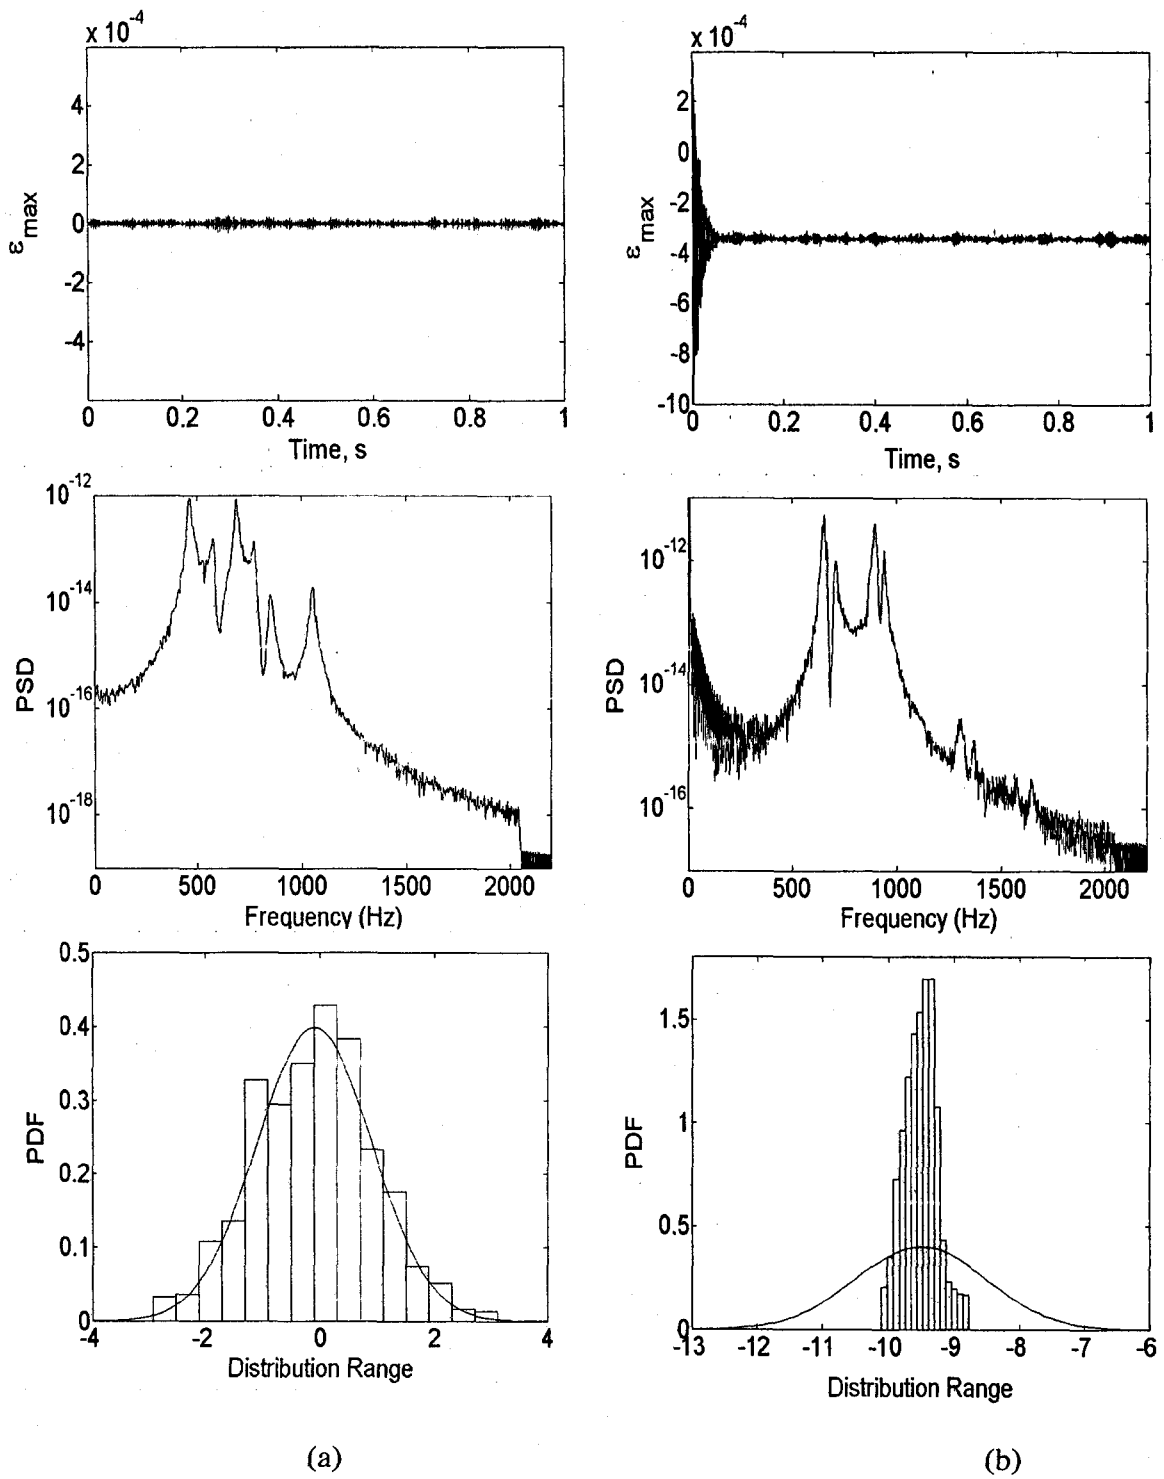 x 10-4
4
2
0
-2
-4
εmax
0 0.2 0.4 0.6 0.8 1
Time, s
10-12
10-14
10-16
10-18
PSD
0 500 1000 1500 2000
Frequency (Hz)
0.5
0.4
0.3
0.2
0.1
0
PDF
-4 -2 0 2 4
Distribution Range
(a)
x 10-4
2
0
-2
-4
-6
-8
-10
εmax
0 0.2 0.4 0.6 0.8 1
Time, s
10-12
10-14
10-16
PSD
0 500 1000 1500 2000
Frequency (Hz)
1.5
1
0.5
0
PDF
-13 -12 -11 -10 -9 -8 -7 -6
Distribution Range
(b)